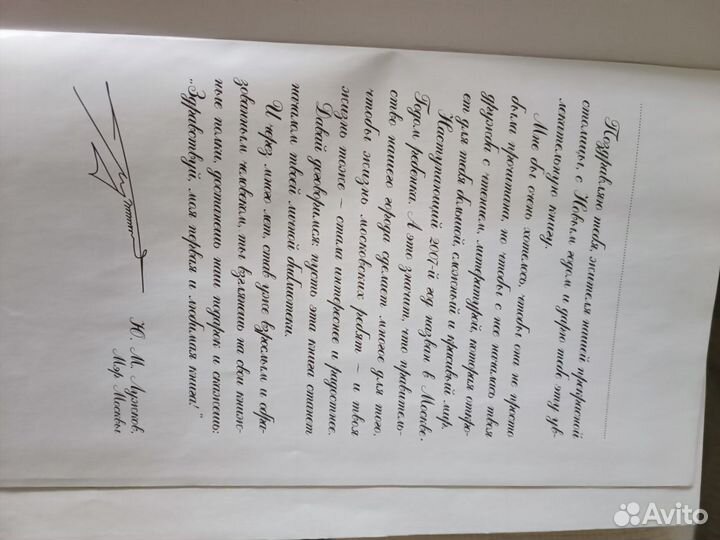 Поздравляю тебя, жителя нашей прекрасной
столицы, с Новым годом и дарю тебе эту ув-
лекательную книгу.
Мне бы очень хотелось, чтобы она не просто
была прочитана, но чтобы с нее началась твоя
дружба с чтением, литературой, которая откро-
ет для тебя большой, сложный и красивый мир.
Наступающий 2007-й год назван в Москве
Годом ребенка. А это значит, что правитель-
ство нашего города сделает многое для того,
чтобы жизнь московских ребят – и твоя
жизнь тоже – стала интереснее и радостнее.
Давай договоримся: пусть эта книга станет
началом твоей личной библиотеки.
И через много лет, став уже взрослым и обра-
зованным человеком, ты взглянешь на свои книж-
ные полки, достанешь наш подарок и скажешь:
„Здравствуй, моя первая и любимая книга!"
Ю. М. Лужков,
Мэр Москвы
Avito